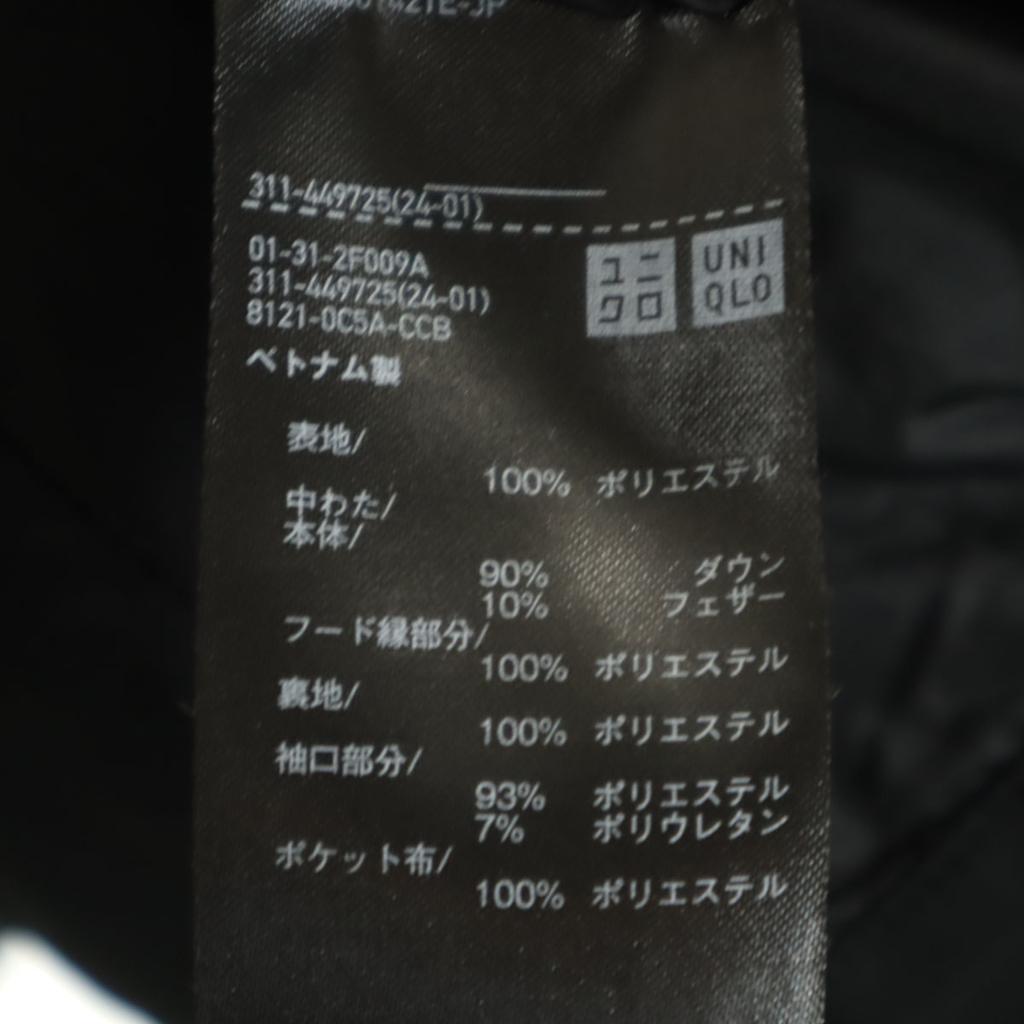 311-449725(24-01)
01-31-2F009A
311-449725(24-01)
8121-0C5A-CCB
ユニ
クロ
UNI
QLO
ベトナム製
表地/
100% ポリエステル
中わた/
本体/
90% ダウン
10% フェザー
フード縁部分/
100% ポリエステル
裏地/
100% ポリエステル
袖口部分/
93% ポリエステル
7% ポリウレタン
ポケット布/
100% ポリエステル